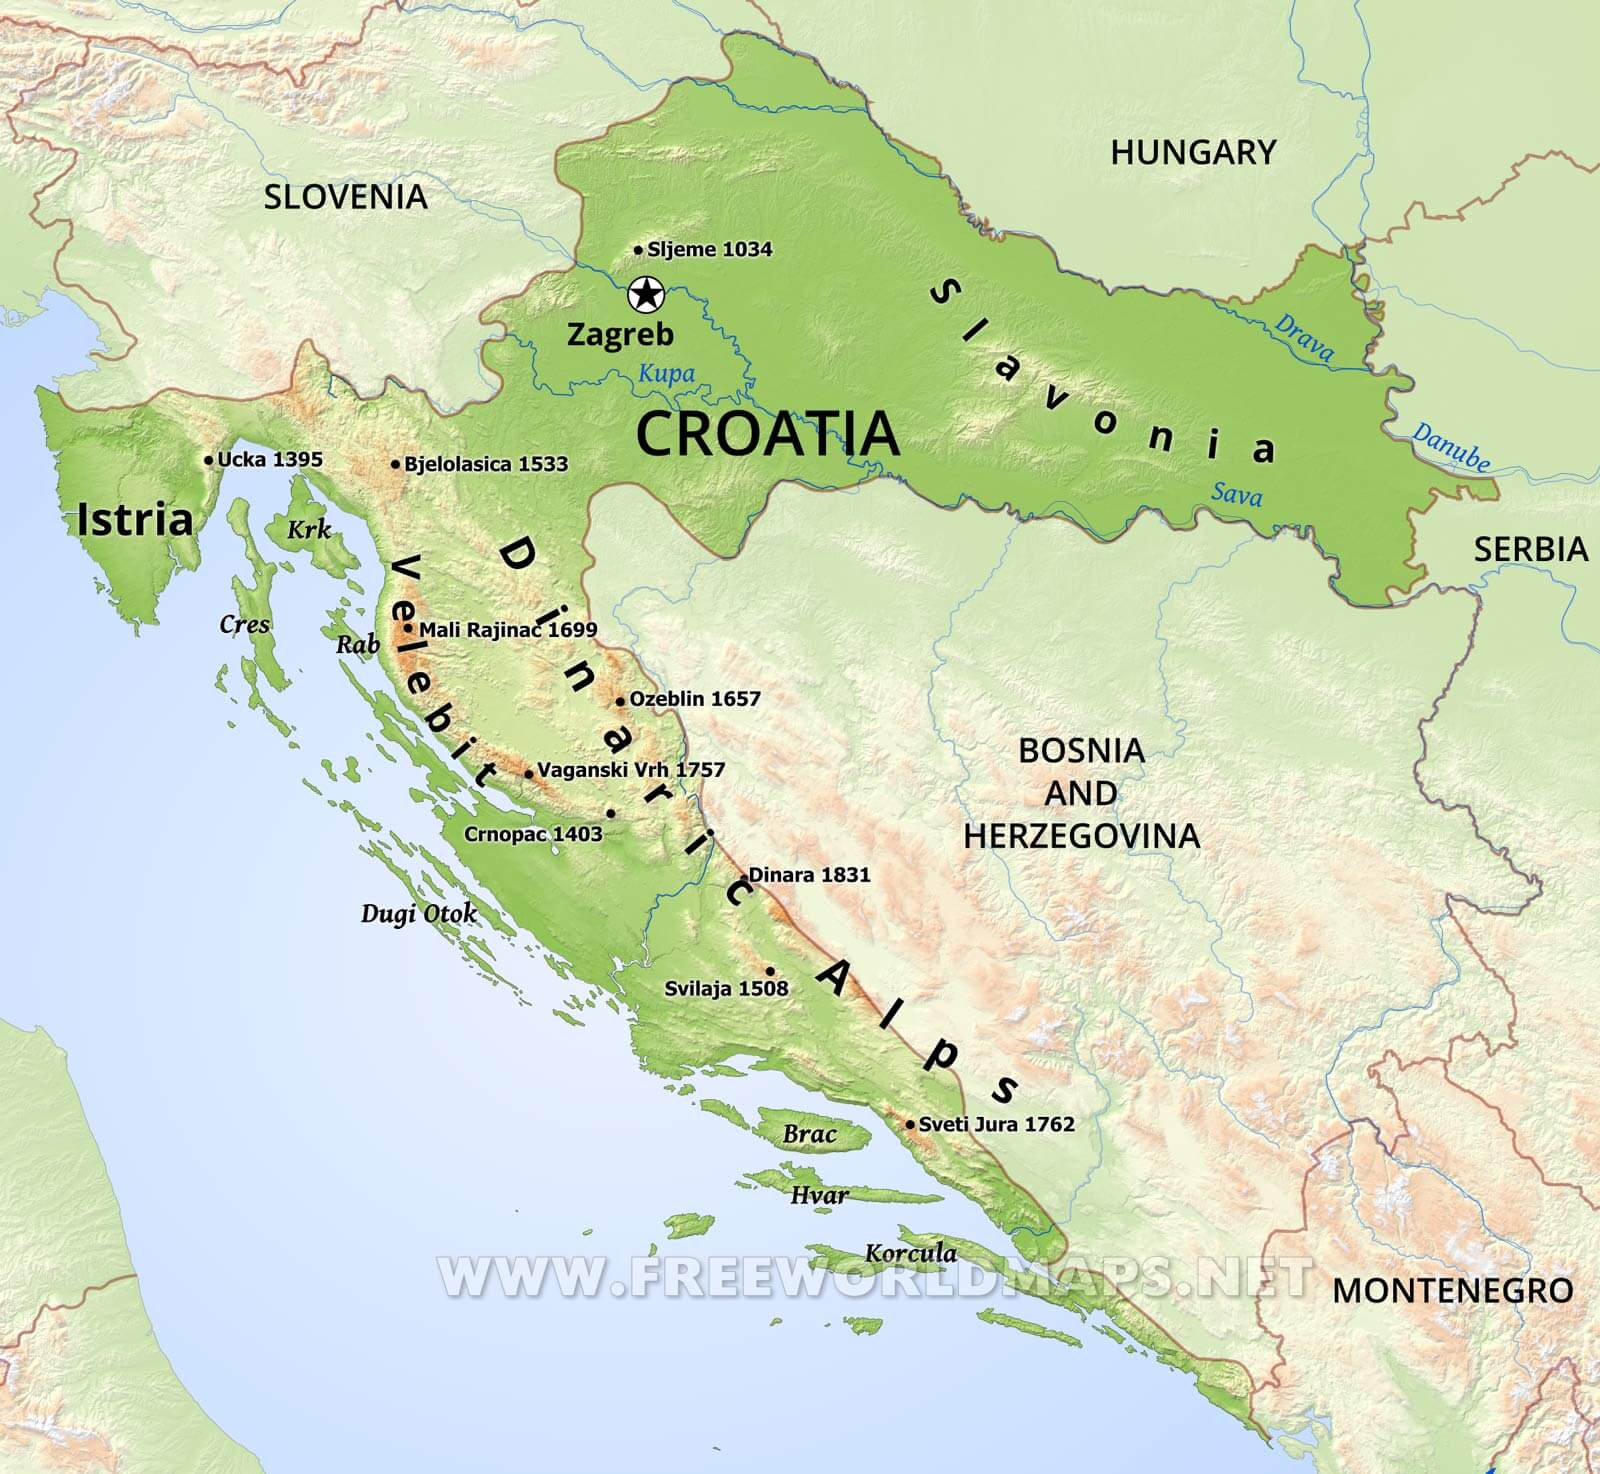 HUNGARY
SLOVENIA
Sljeme 1034
Zagreb
Slavonia
Drava
Kupa
CROATIA
Danube
Sava
Ucka 1395
Bjelolasica 1533
Istria
Krk
SERBIA
Cres
Rab
Velebit
Mali Rajinac 1699
Dinaric Alps
Ozeblin 1657
BOSNIA
AND
HERZEGOVINA
Vaganski Vrh 1757
Crnopac 1403
Dinara 1831
Dugi Otok
Svilaja 1508
Sveti Jura 1762
Brac
Hvar
Korcula
WWW.FREEWORLDMAPS.NET
MONTENEGRO